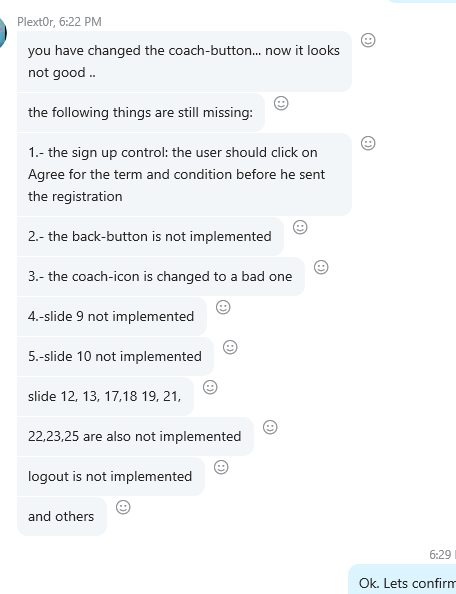 Plext0r, 6:22 PM
you have changed the coach-button... now it looks
not good ..
the following things are still missing:
1.- the sign up control: the user should click on
Agree for the term and condition before he sent
the registration
2.- the back-button is not implemented
3.- the coach-icon is changed to a bad one
4.-slide 9 not implemented
5.-slide 10 not implemented
slide 12, 13, 17,18 19, 21,
22,23,25 are also not implemented
logout is not implemented
and others
6:29
Ok. Lets confirm